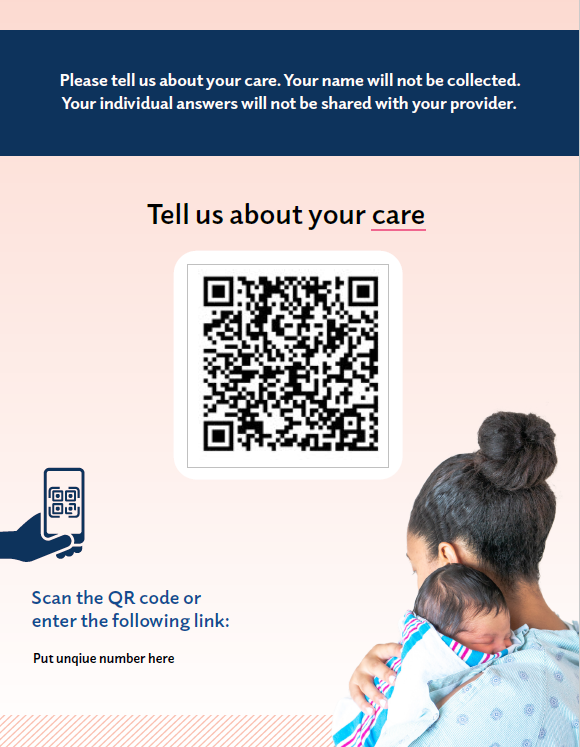 Please tell us about your care. Your name will not be collected.
Your individual answers will not be shared with your provider.
Tell us about your care
Scan the QR code or
enter the following link:
Put unqiue number here